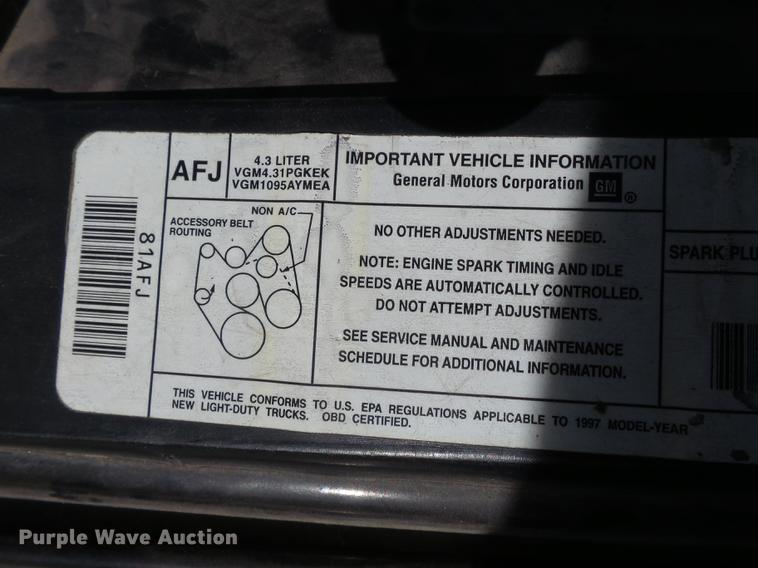 81AFJ
AFJ
4.3 LITER
VGM4.31PGKEK
VGM1095AYMEA
IMPORTANT VEHICLE INFORMATION
General Motors Corporation GM ®
NON A/C
ACCESSORY BELT
ROUTING
NO OTHER ADJUSTMENTS NEEDED.
NOTE: ENGINE SPARK TIMING AND IDLE
SPEEDS ARE AUTOMATICALLY CONTROLLED.
DO NOT ATTEMPT ADJUSTMENTS.
SEE SERVICE MANUAL AND MAINTENANCE
SCHEDULE FOR ADDITIONAL INFORMATION.
SPARK PLU
THIS VEHICLE CONFORMS TO U.S. EPA REGULATIONS APPLICABLE TO 1997 MODEL-YEAR
NEW LIGHT-DUTY TRUCKS. OBD CERTIFIED.
Purple Wave Auction